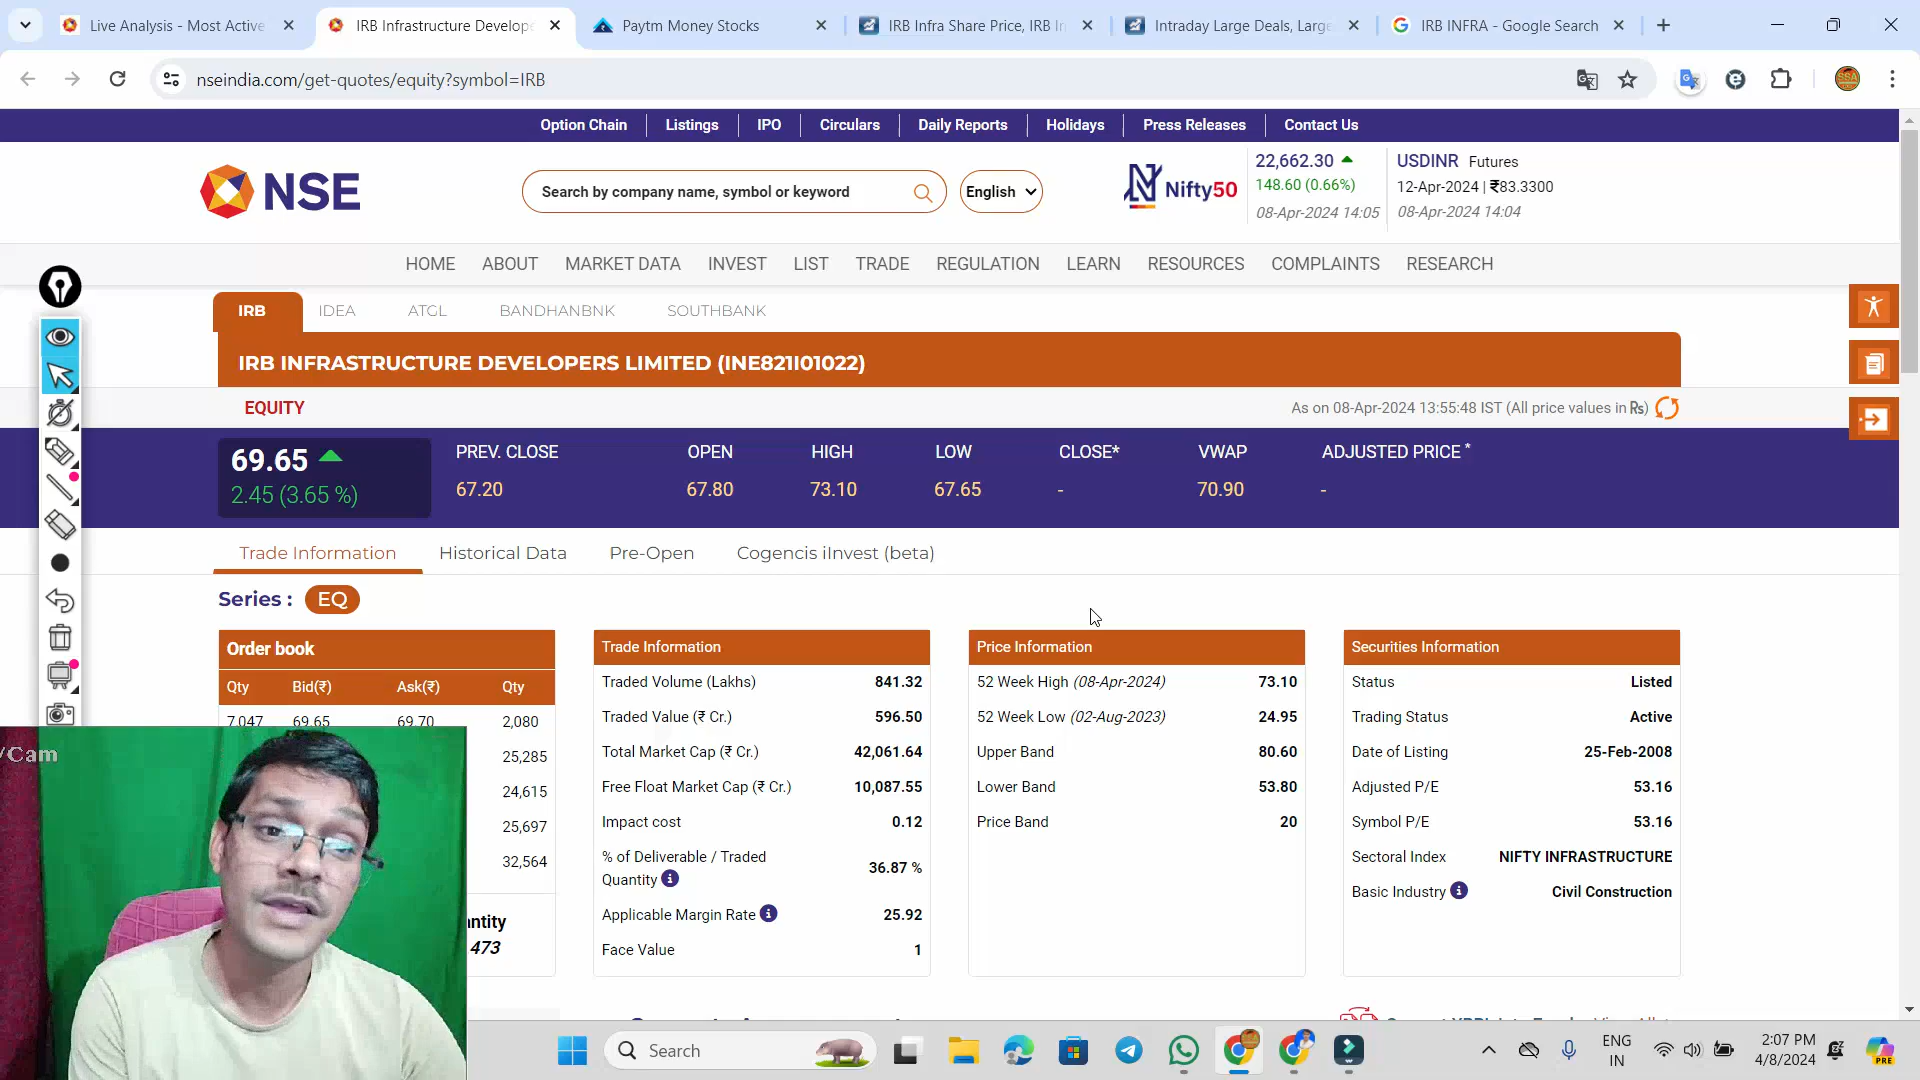 Live Analysis - Most Active
IRB Infrastructure Develope
Paytm Money Stocks
IRB Infra Share Price, IRB In
Intraday Large Deals, Large
IRB INFRA - Google Search
nseindia.com/get-quotes/equity?symbol=IRB
Option Chain
Listings
IPO
Circulars
Daily Reports
Holidays
Press Releases
Contact Us
NSE
Search by company name, symbol or keyword
English
Nifty50
22,662.30
148.60 (0.66%)
08-Apr-2024 14:05
USDINR Futures
12-Apr-2024 | ₹83.3300
08-Apr-2024 14:04
HOME
ABOUT
MARKET DATA
INVEST
LIST
TRADE
REGULATION
LEARN
RESOURCES
COMPLAINTS
RESEARCH
IRB
IDEA
ATGL
BANDHANBNK
SOUTHBANK
IRB INFRASTRUCTURE DEVELOPERS LIMITED (INE821I01022)
EQUITY
As on 08-Apr-2024 13:55:48 IST (All price values in ₨)
69.65
2.45 (3.65 %)
PREV. CLOSE
OPEN
HIGH
LOW
CLOSE*
VWAP
ADJUSTED PRICE *
67.20
67.80
73.10
67.65
-
70.90
-
Trade Information
Historical Data
Pre-Open
Cogencis iInvest (beta)
Series : EQ
Order book
Qty Bid(₹) Ask(₹) Qty
7,047 69.65 69.70 2,080
25,285
24,615
25,697
32,564
antity
473
Trade Information
Traded Volume (Lakhs) 841.32
Traded Value (₹ Cr.) 596.50
Total Market Cap (₹ Cr.) 42,061.64
Free Float Market Cap (₹ Cr.) 10,087.55
Impact cost 0.12
% of Deliverable / Traded
Quantity 36.87 %
Applicable Margin Rate 25.92
Face Value 1
Price Information
52 Week High (08-Apr-2024) 73.10
52 Week Low (02-Aug-2023) 24.95
Upper Band 80.60
Lower Band 53.80
Price Band 20
Securities Information
Status Listed
Trading Status Active
Date of Listing 25-Feb-2008
Adjusted P/E 53.16
Symbol P/E 53.16
Sectoral Index NIFTY INFRASTRUCTURE
Basic Industry Civil Construction
/Cam
Search
ENG
IN
2:07 PM
4/8/2024
PRE